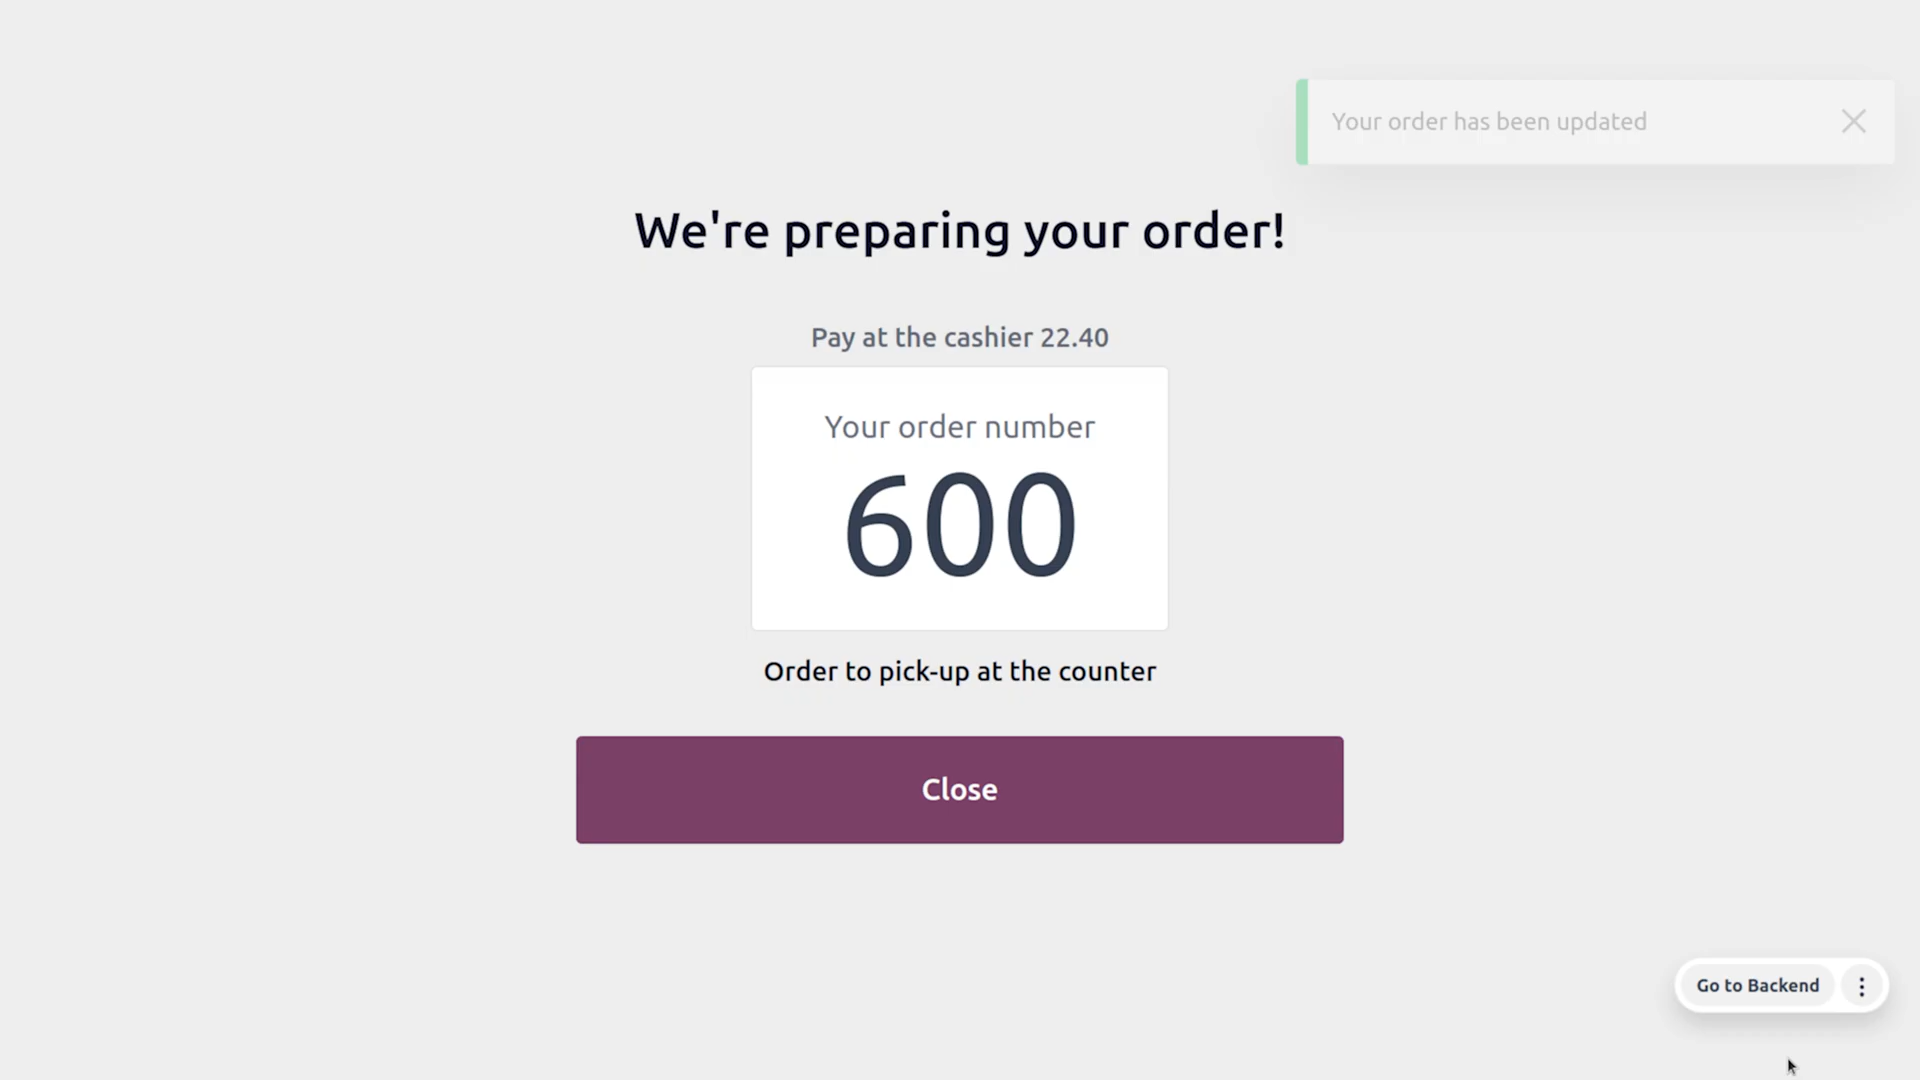 Your order has been updated
We're preparing your order!
Pay at the cashier 22.40
Your order number
600
Order to pick-up at the counter
Close
Go to Backend